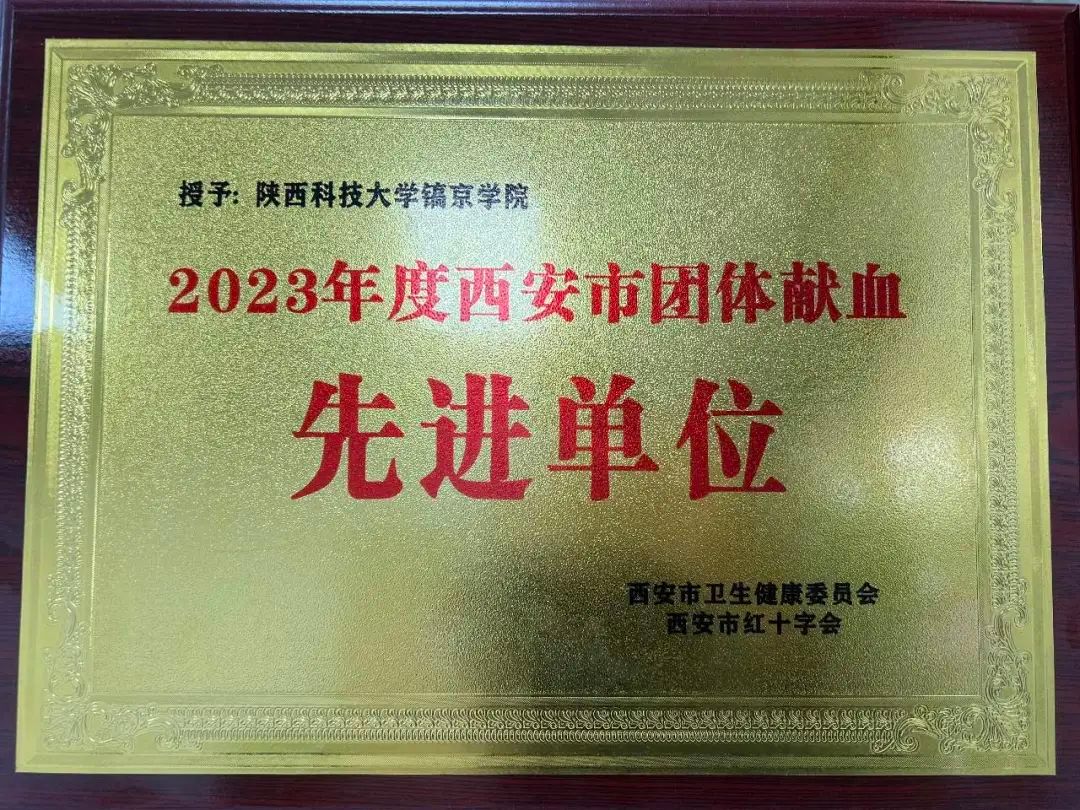 授予: 陕西科技大学镐京学院
2023年度西安市团体献血
先进单位
西安市卫生健康委员会
西安市红十字会